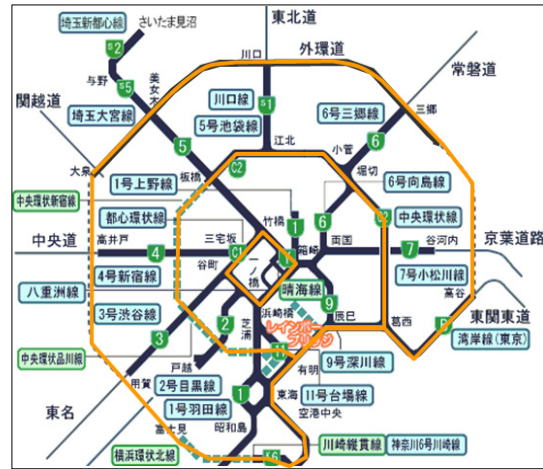 東北道
埼玉新都心線
さいたま見沼
S2
川口
外環道
常磐道
与野
S5
美女木
関越道
川口線
S1
三郷
埼玉大宮線
5号池袋線
6号三郷線
6
江北
小菅
5
大泉
1号上野線
板橋
C2
堀切
6号向島線
中央環状新宿線
竹橋
1
6
C2
中央環状線
都心環状線
三宅坂
C1
箱崎
両国
谷河内
京葉道路
中央道
高井戸
4
谷町
一ノ橋
1
7
4号新宿線
晴海線
7号小松川線
八重洲線
浜崎橋
9
高谷
東関東道
3号渋谷線
レインボー
ブリッジ
辰巳
葛西
B
芝浦
2
湾岸線(東京)
中央環状品川線
3
11
有明
9号深川線
戸越
用賀
2号目黒線
11号台場線
東海
1
空港中央
東名
1号羽田線
富士見
昭和島
横浜環状北線
K6
川崎縦貫線
神奈川6号川崎線